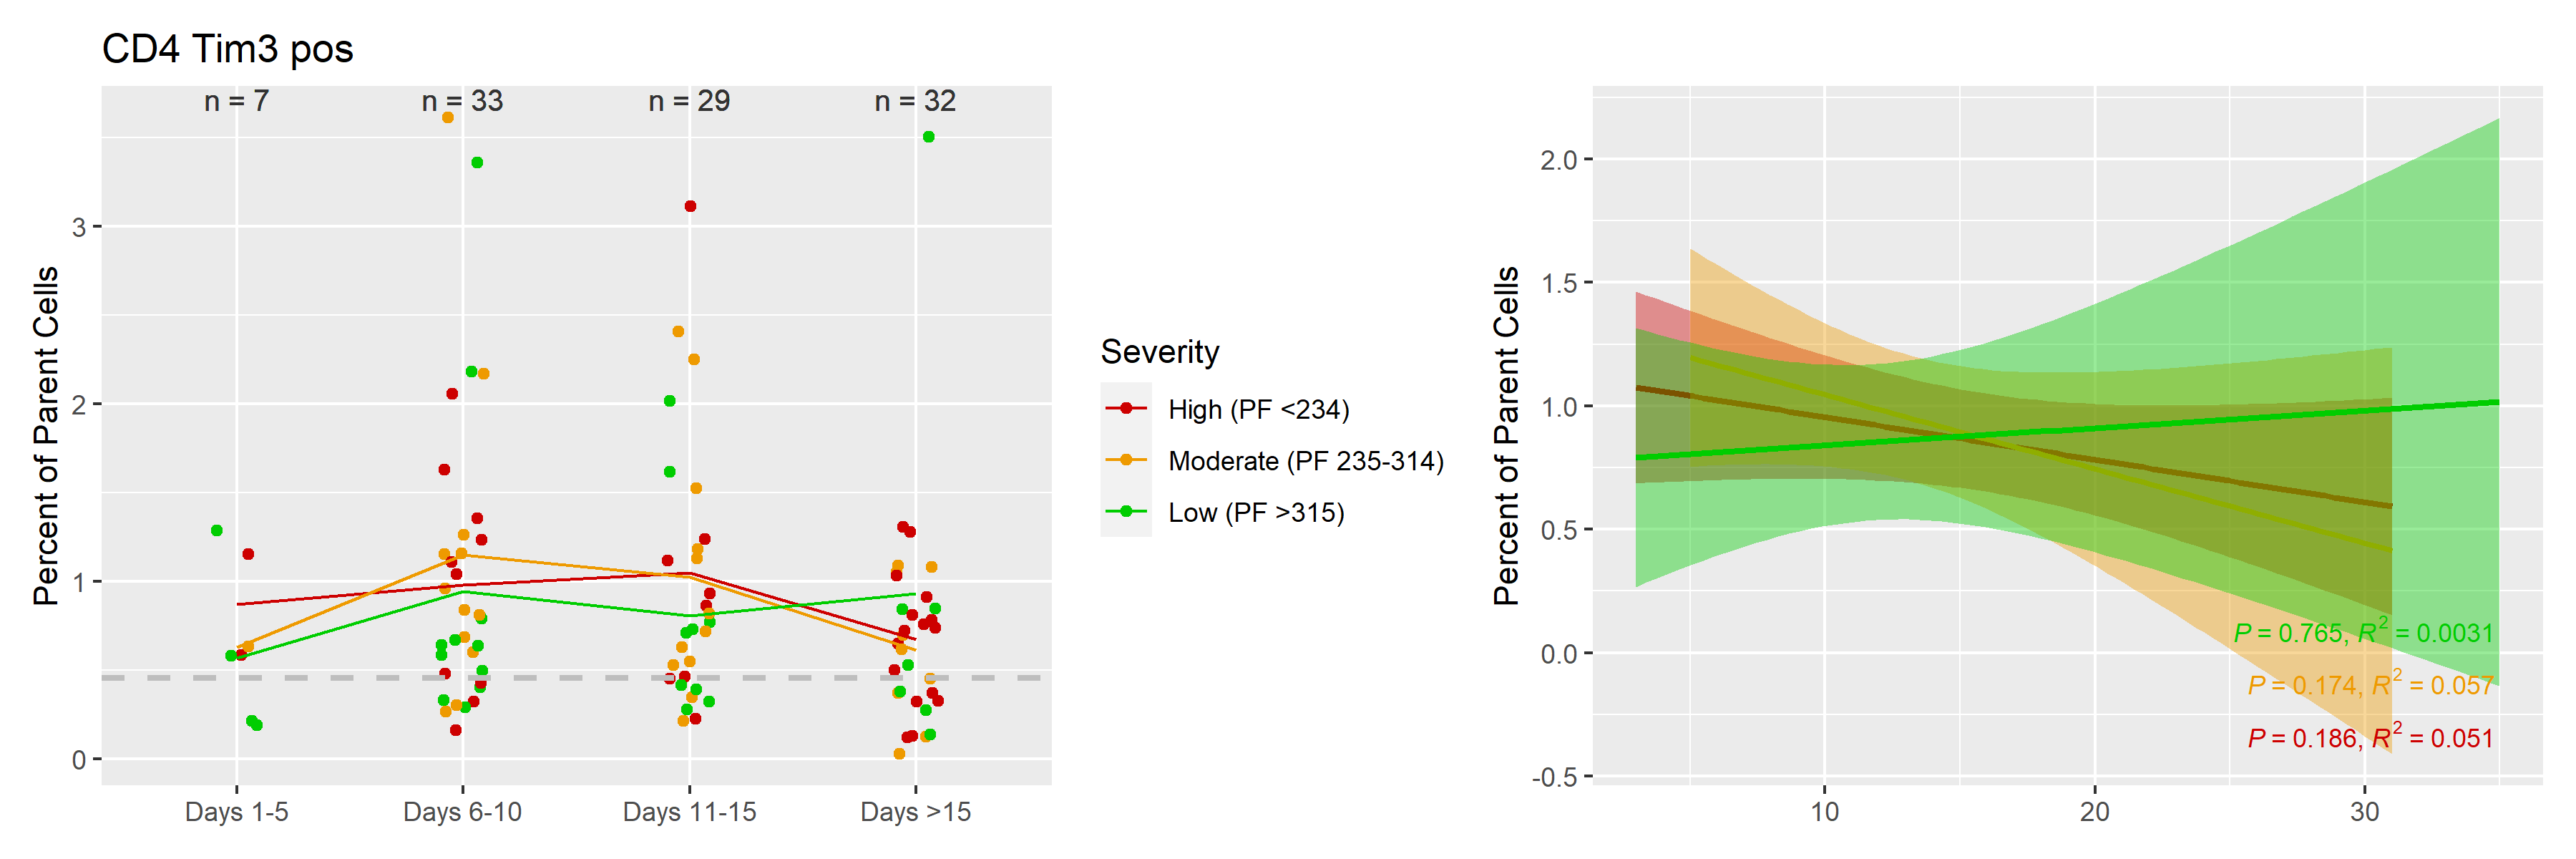 CD4 Tim3 pos
n = 7
n = 33
n = 29
n = 32
Percent of Parent Cells
3
2
1
0
Days 1-5
Days 6-10
Days 11-15
Days >15
Severity
High (PF <234)
Moderate (PF 235-314)
Low (PF >315)
Percent of Parent Cells
2.0
1.5
1.0
0.5
0.0
-0.5
P = 0.765, R² = 0.0031
P = 0.174, R² = 0.057
P = 0.186, R² = 0.051
10
20
30